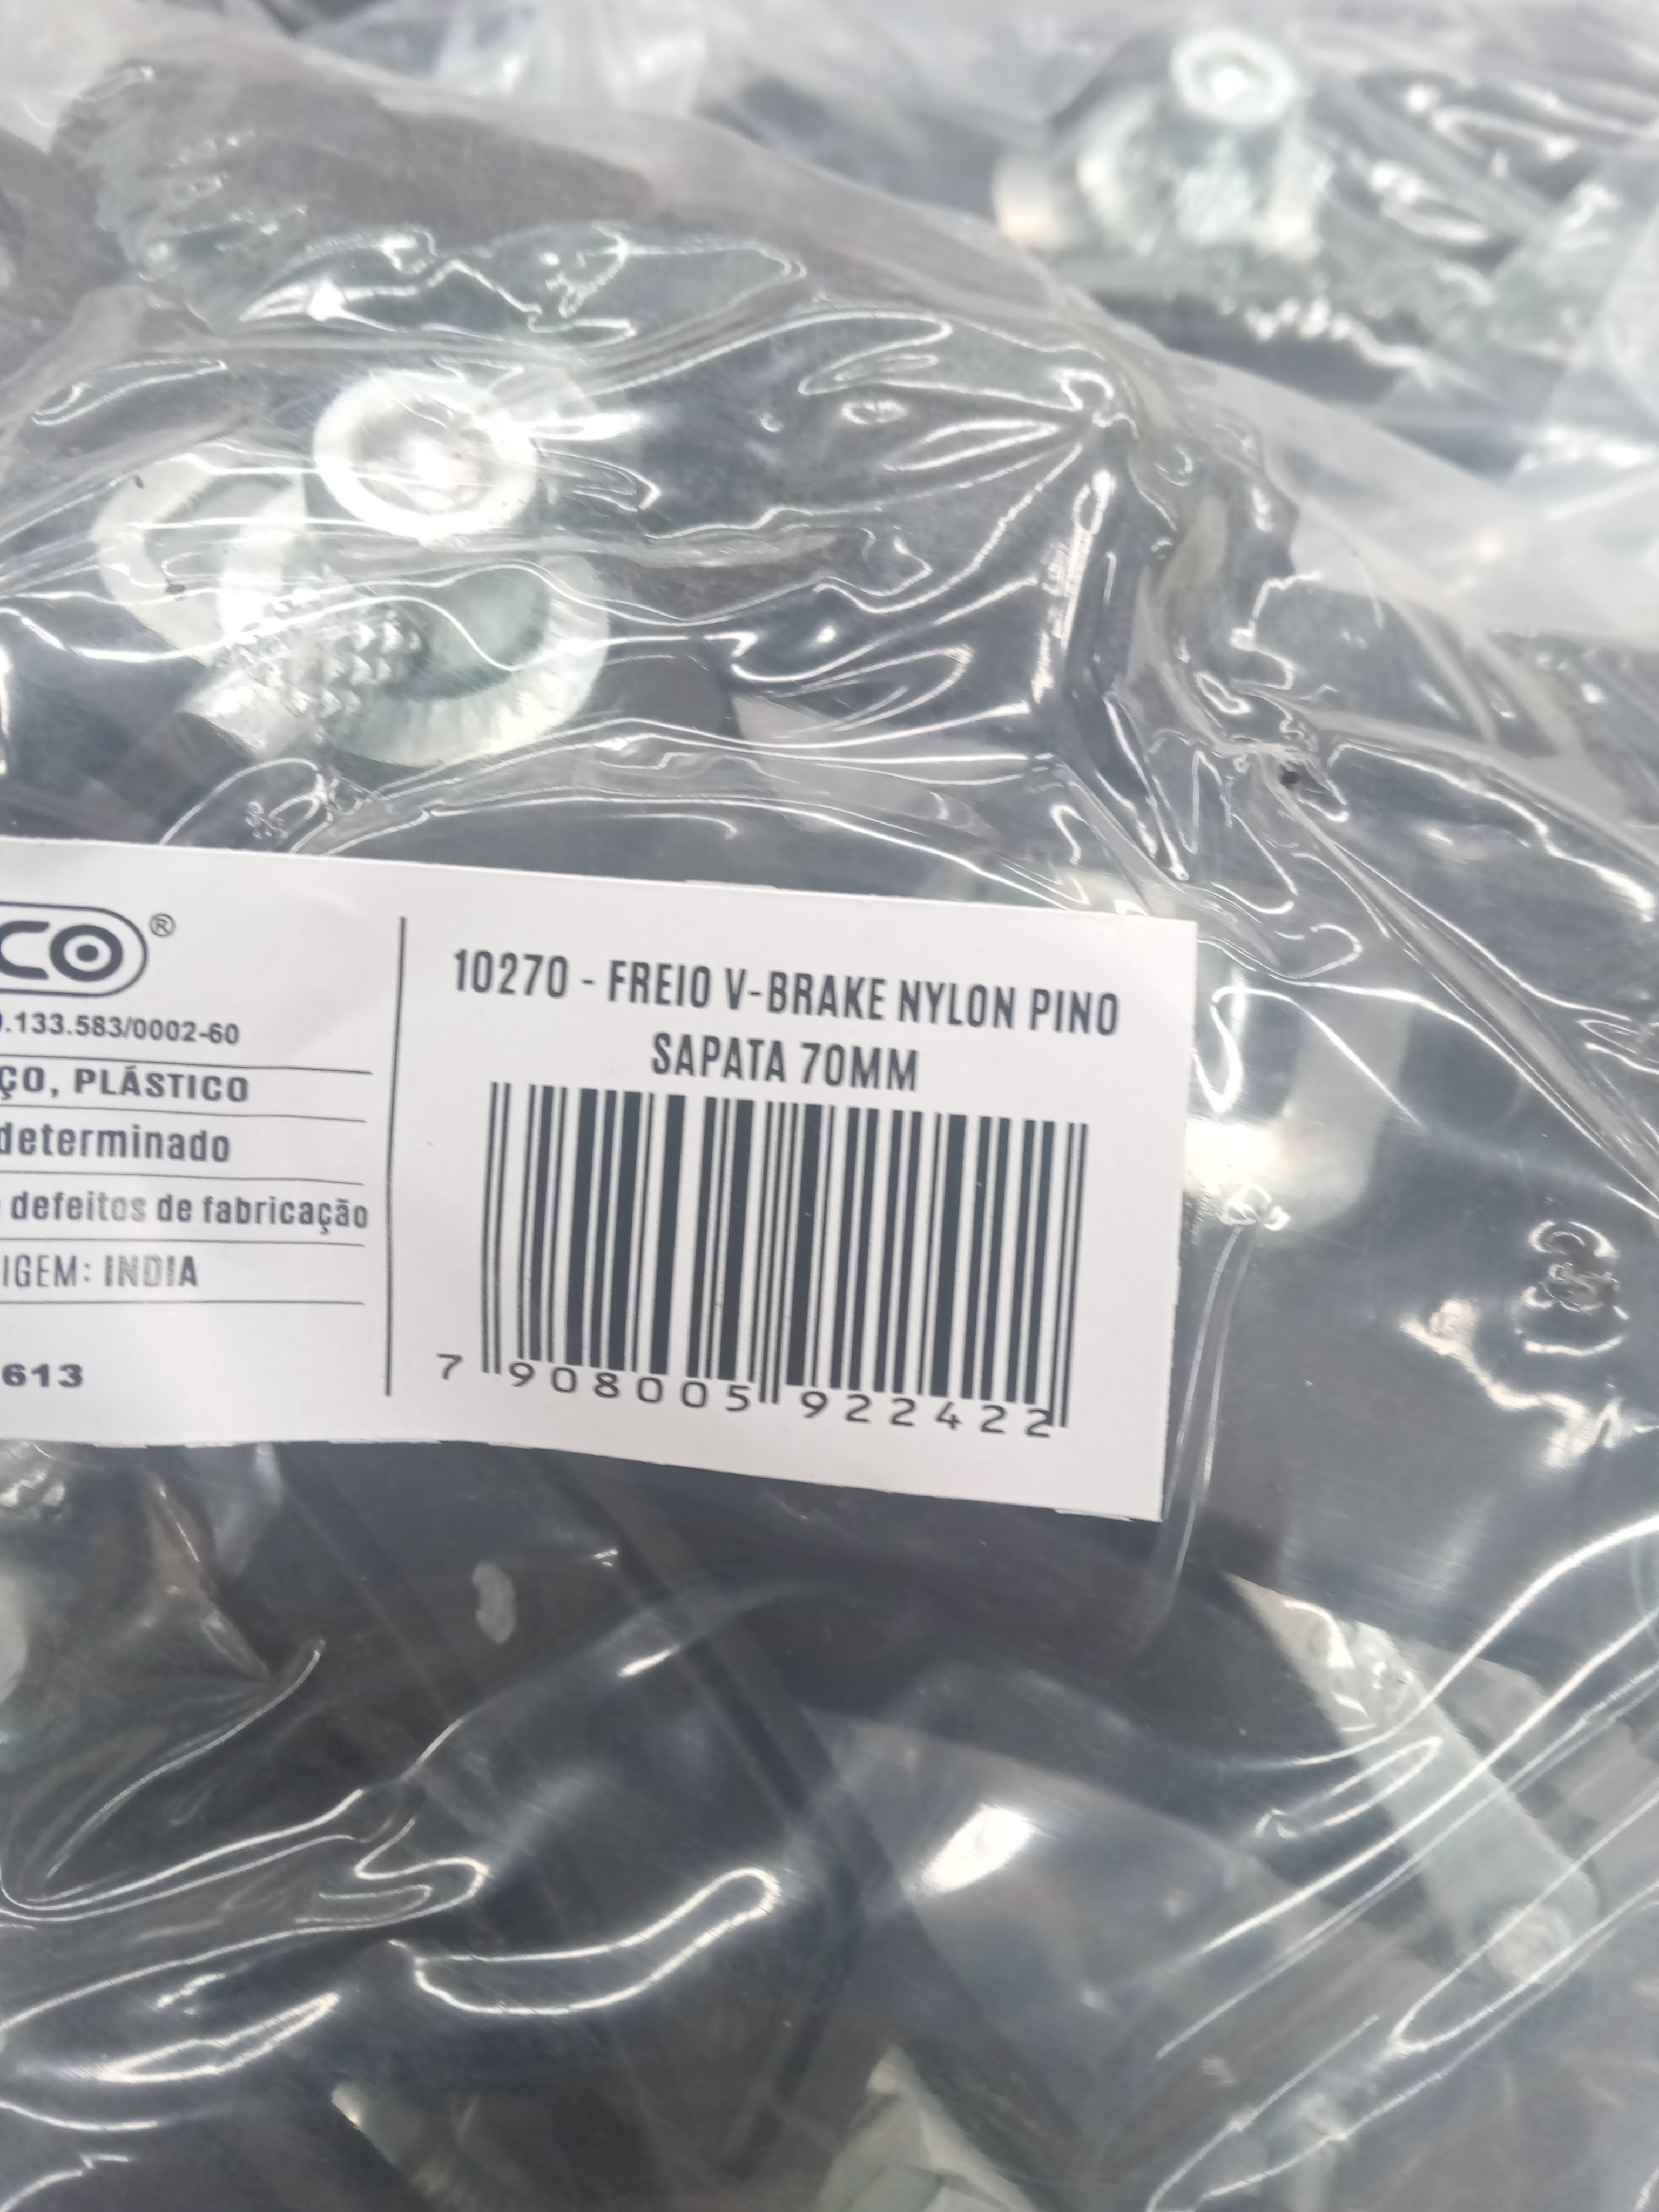 CO®
.133.583/0002-60
ÇO, PLÁSTICO
determinado
defeitos de fabricação
IGEM: INDIA
613
10270 - FREIO V-BRAKE NYLON PINO
SAPATA 70MM
7 908005 922422